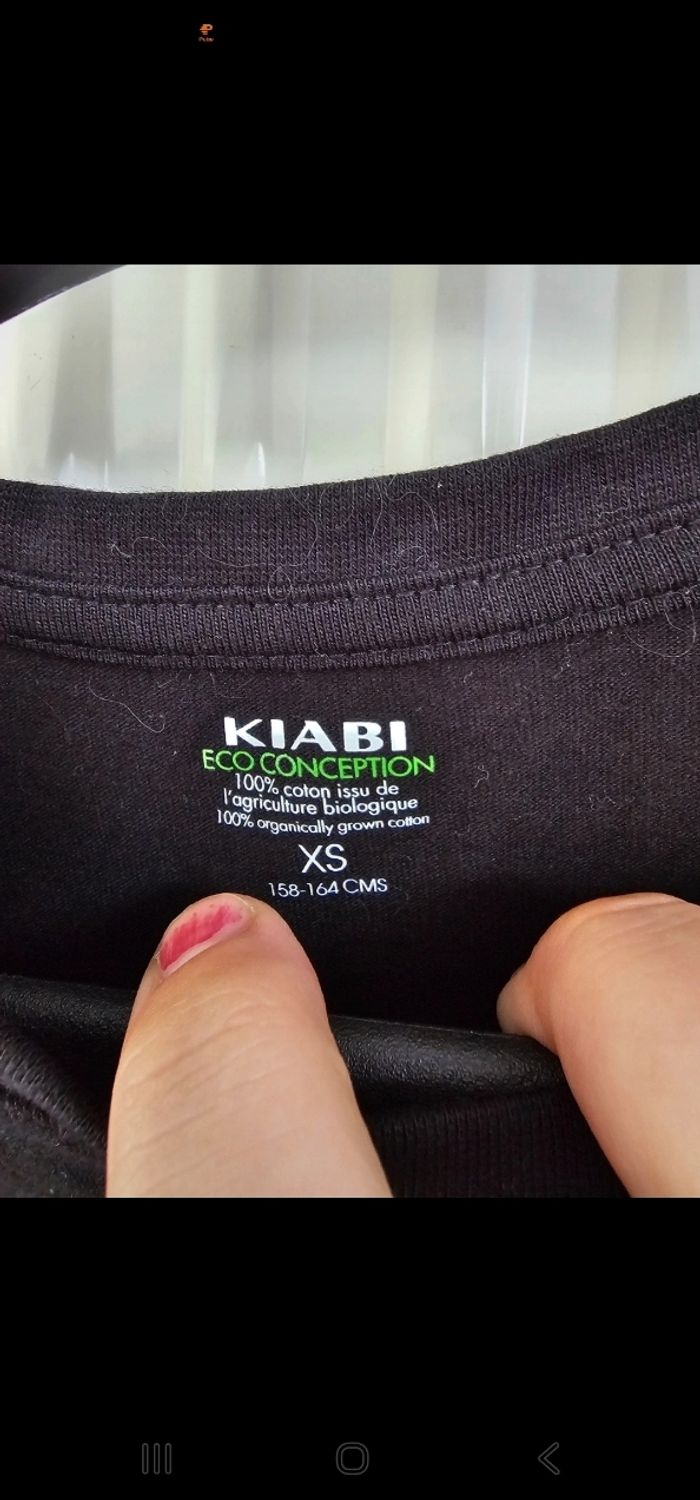 KIABI
ECO CONCEPTION
100% coton issu de
l'agriculture biologique
100% organically grown cotton
XS
158-164 CMS